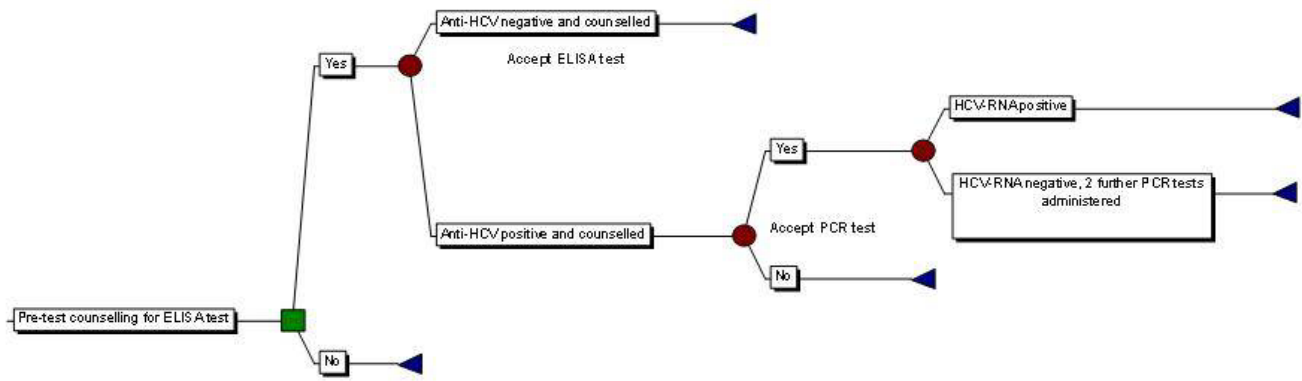 Anti-HCV negative and counselled
Yes
Accept ELISA test
HCV-RNA positive
Yes
HCV-RNA negative, 2 further PCR tests
administered
Anti-HCV positive and counselled
Accept PCR test
No
Pre-test counselling for ELISA test
No